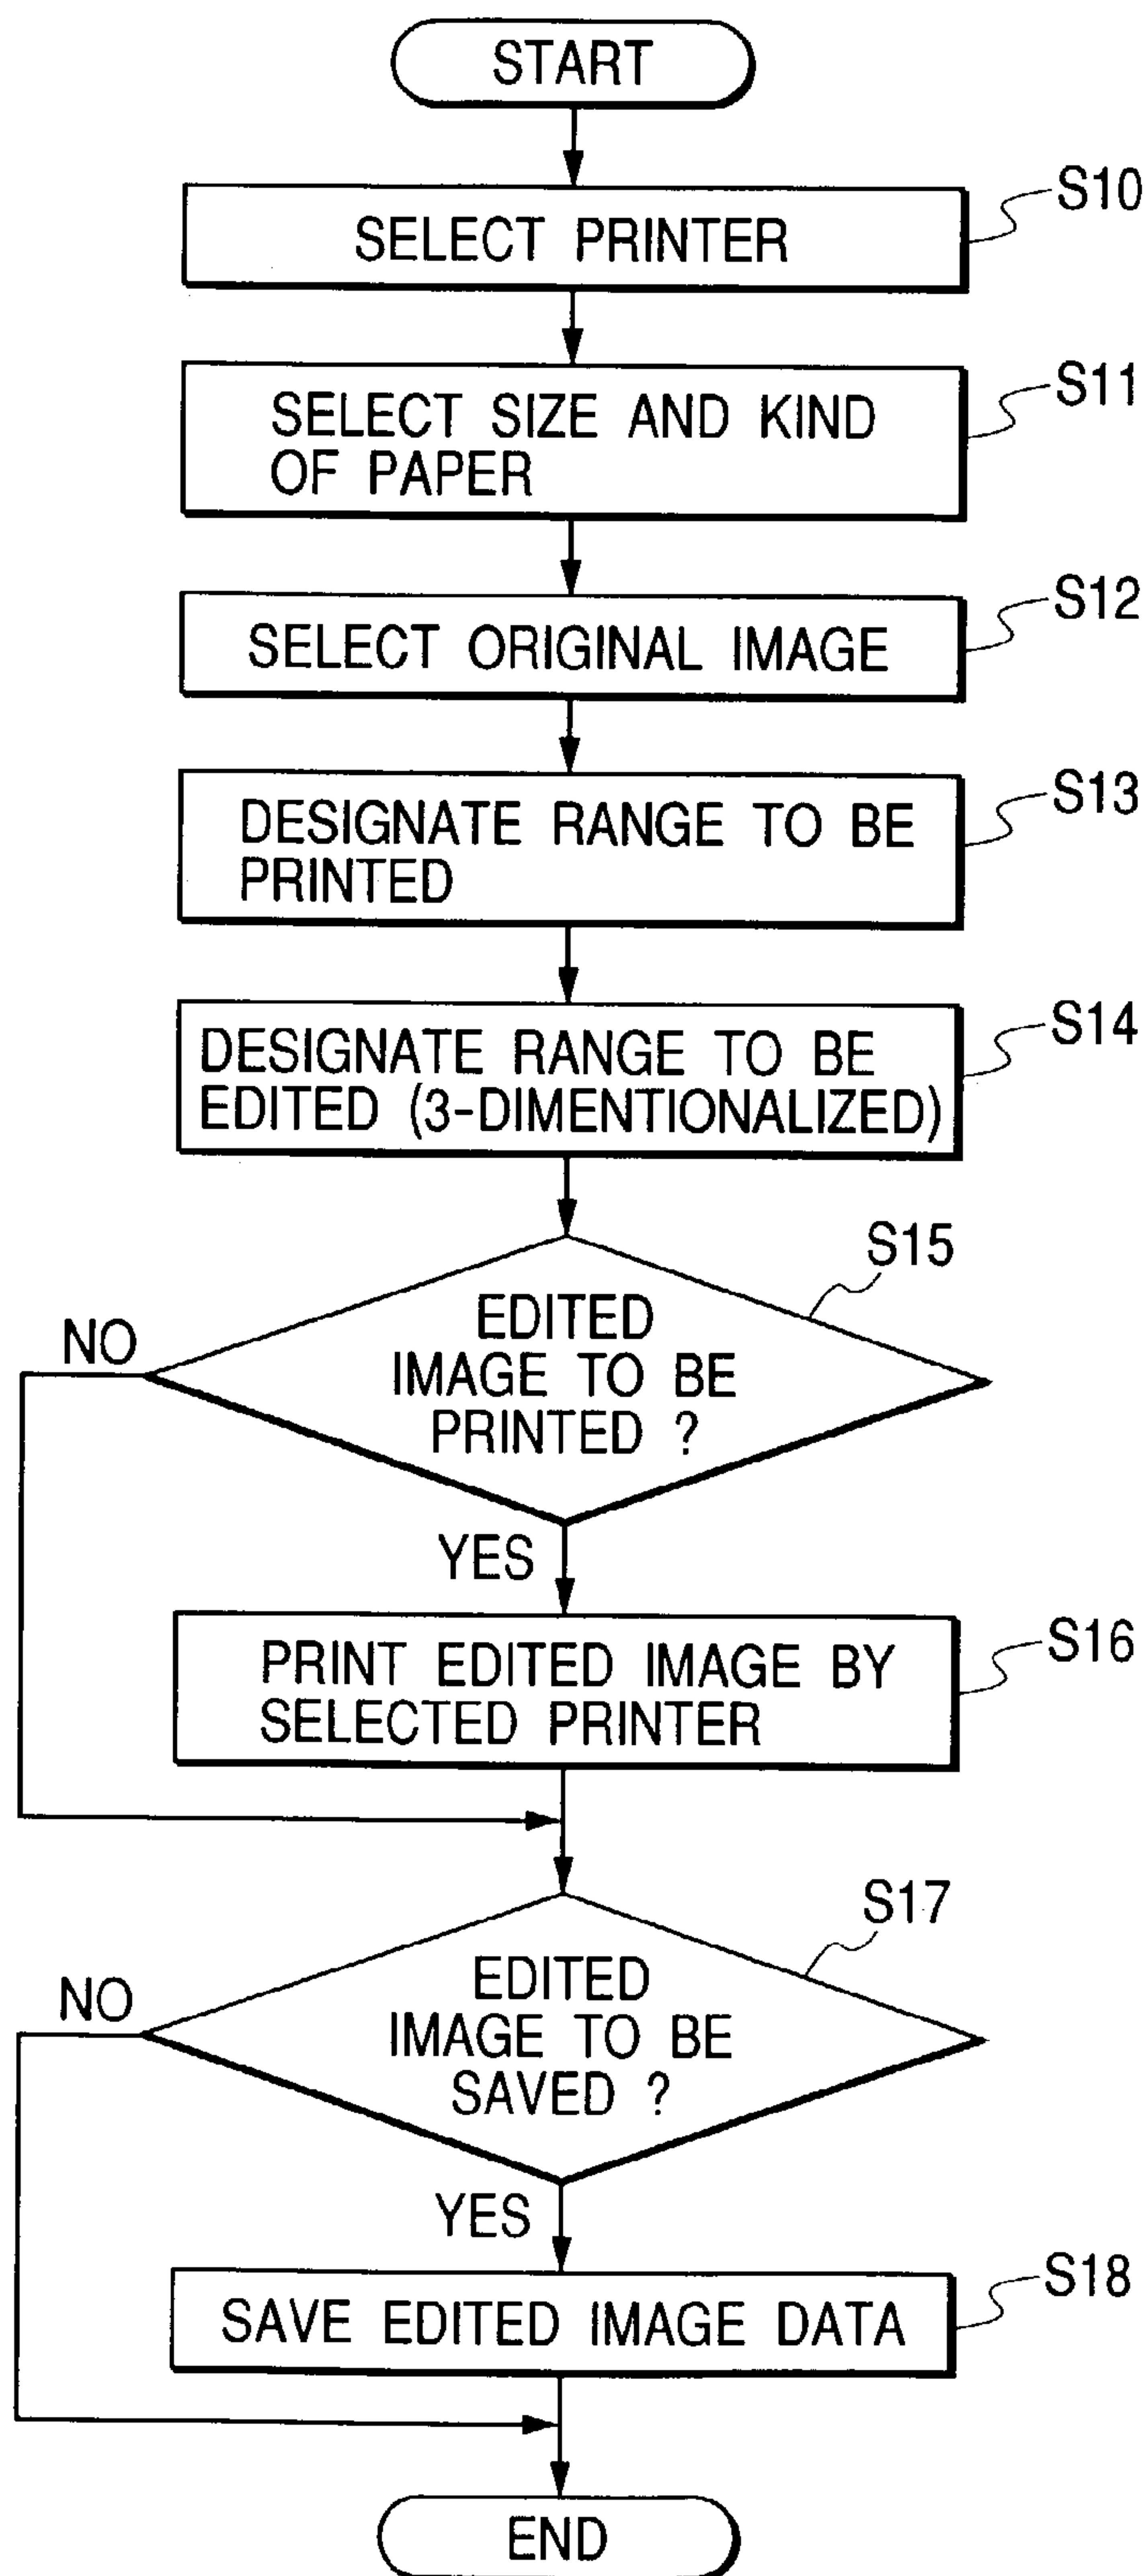 START
S10
SELECT PRINTER
S11
SELECT SIZE AND KIND
OF PAPER
S12
SELECT ORIGINAL IMAGE
S13
DESIGNATE RANGE TO BE
PRINTED
S14
DESIGNATE RANGE TO BE
EDITED (3-DIMENTIONALIZED)
S15
NO
EDITED
IMAGE TO BE
PRINTED ?
YES
S16
PRINT EDITED IMAGE BY
SELECTED PRINTER
S17
NO
EDITED
IMAGE TO BE
SAVED ?
YES
S18
SAVE EDITED IMAGE DATA
END